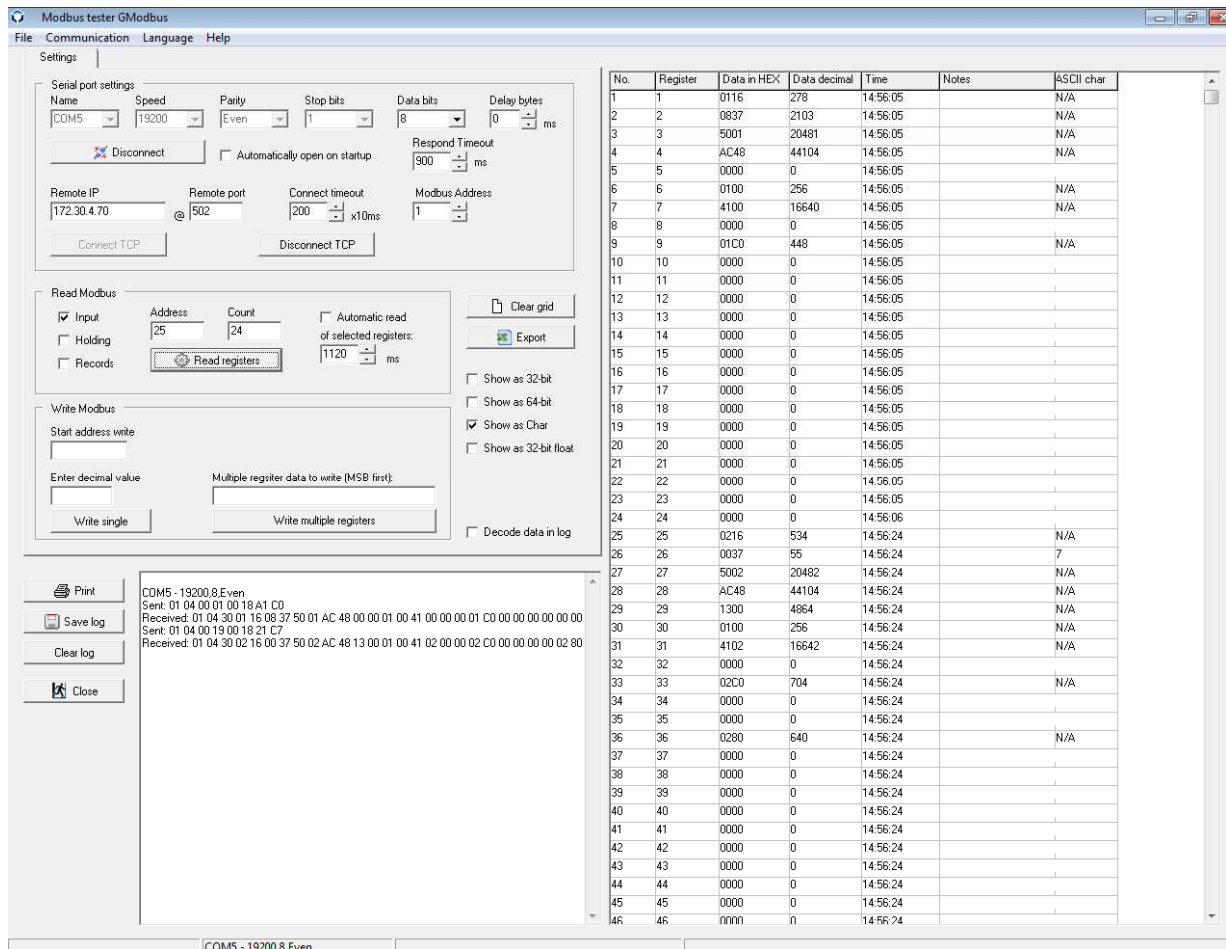 Modbus tester GModbus
File Communication Language Help
Settings
Serial port settings
Name Speed Parity Stop bits Data bits Delay bytes
COM5 19200 Even 1 8 0 ms
Disconnect Automatically open on startup Respond Timeout
900 ms
Remote IP Remote port Connect timeout Modbus Address
172.30.4.70 @ 502 200 x10ms 1
Connect TCP Disconnect TCP
Read Modbus
Input Address Count Automatic read
25 24 of selected registers:
Holding
Records Read registers 1120 ms
Clear grid
Export
Show as 32-bit
Show as 64-bit
Show as Char
Show as 32-bit float
Write Modbus
Start address write
Enter decimal value Multiple regsiter data to write (MSB first):
Write single Write multiple registers
Decode data in log
Print
Save log
Clear log
Close
COM5 - 19200,8,Even
Sent: 01 04 00 01 00 18 A1 C0
Received: 01 04 30 01 16 08 37 50 01 AC 48 00 00 01 00 41 00 00 00 01 C0 00 00 00 00 00 00
Sent: 01 04 00 19 00 18 21 C7
Received: 01 04 30 02 16 00 37 50 02 AC 48 13 00 01 00 41 02 00 00 02 C0 00 00 00 00 02 80
No. Register Data in HEX Data decimal Time Notes ASCII char
1 1 0116 278 14:56:05 N/A
2 2 0837 2103 14:56:05 N/A
3 3 5001 20481 14:56:05 N/A
4 4 AC48 44104 14:56:05 N/A
5 5 0000 0 14:56:05
6 6 0100 256 14:56:05 N/A
7 7 4100 16640 14:56:05 N/A
8 8 0000 0 14:56:05
9 9 01C0 448 14:56:05 N/A
10 10 0000 0 14:56:05
11 11 0000 0 14:56:05
12 12 0000 0 14:56:05
13 13 0000 0 14:56:05
14 14 0000 0 14:56:05
15 15 0000 0 14:56:05
16 16 0000 0 14:56:05
17 17 0000 0 14:56:05
18 18 0000 0 14:56:05
19 19 0000 0 14:56:05
20 20 0000 0 14:56:05
21 21 0000 0 14:56:05
22 22 0000 0 14:56:05
23 23 0000 0 14:56:05
24 24 0000 0 14:56:06
25 25 0216 534 14:56:24 N/A
26 26 0037 55 14:56:24 7
27 27 5002 20482 14:56:24 N/A
28 28 AC48 44104 14:56:24 N/A
29 29 1300 4864 14:56:24 N/A
30 30 0100 256 14:56:24 N/A
31 31 4102 16642 14:56:24 N/A
32 32 0000 0 14:56:24
33 33 02C0 704 14:56:24 N/A
34 34 0000 0 14:56:24
35 35 0000 0 14:56:24
36 36 0280 640 14:56:24 N/A
37 37 0000 0 14:56:24
38 38 0000 0 14:56:24
39 39 0000 0 14:56:24
40 40 0000 0 14:56:24
41 41 0000 0 14:56:24
42 42 0000 0 14:56:24
43 43 0000 0 14:56:24
44 44 0000 0 14:56:24
45 45 0000 0 14:56:24
46 46 0000 0 14:56:24
COM5 - 19200,8,Even